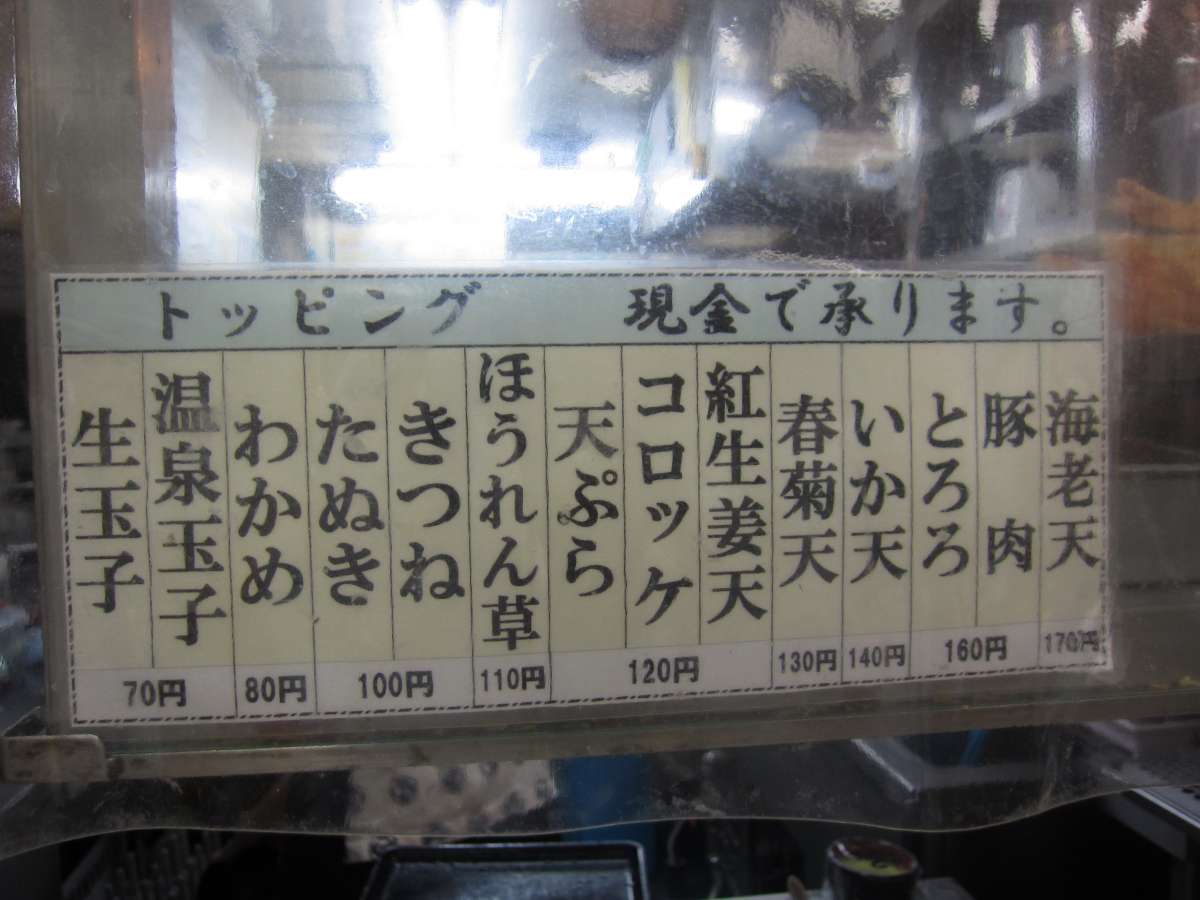 トッピング 現金で承ります。
海老天
豚肉
とろろ
いか天
春菊天
紅生姜天
コロッケ
天ぷら
ほうれん草
きつね
たぬき
わかめ
温泉玉子
生玉子
70円 80円 100円 110円 120円 130円 140円 160円 170円